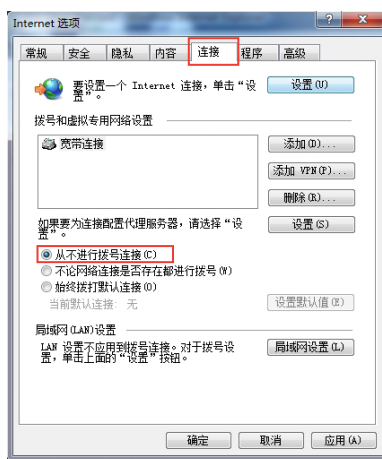 Internet 选项
常规 安全 隐私 内容 连接 程序 高级
要设置一个 Internet 连接，单击“设
置”。
设置(U)
拨号和虚拟专用网络设置
宽带连接
添加(D)...
添加 VPN(P)...
删除(R)...
如果要为连接配置代理服务器，请选择“设
置”。
设置(S)
从不进行拨号连接(C)
不论网络连接是否存在都进行拨号(W)
始终拨打默认连接(O)
当前默认连接: 无
设置默认值(E)
局域网(LAN)设置
LAN 设置不应用到拨号连接。对于拨号设
置，单击上面的“设置”按钮。
局域网设置(L)
确定 取消 应用(A)